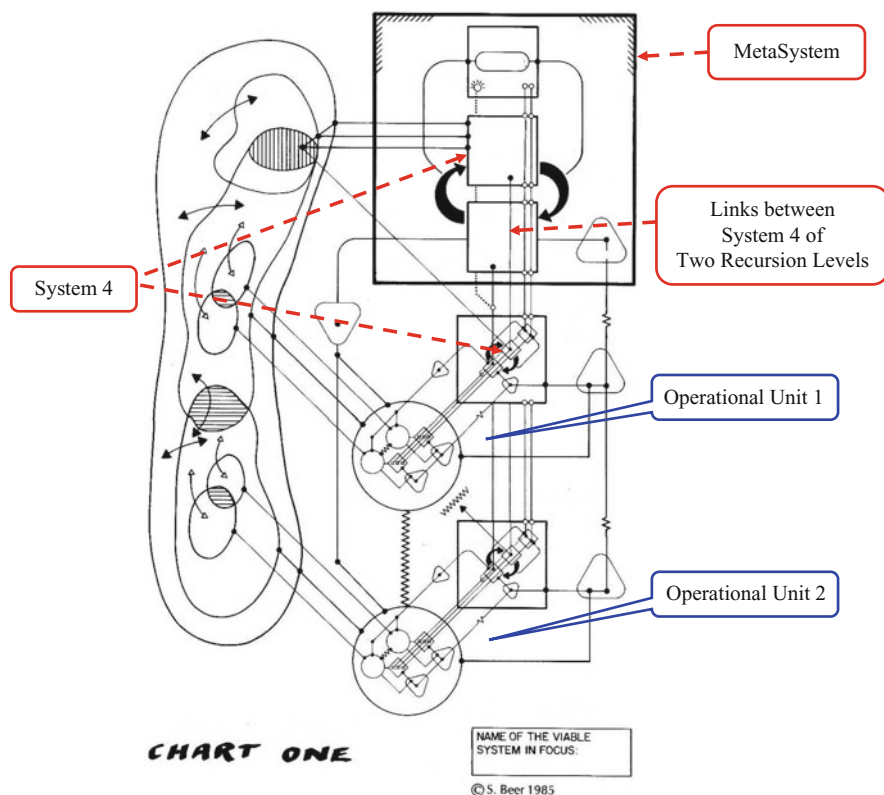 MetaSystem
Links between
System 4 of
Two Recursion Levels
System 4
Operational Unit 1
Operational Unit 2
CHART ONE
NAME OF THE VIABLE
SYSTEM IN FOCUS:
© S. Beer 1985